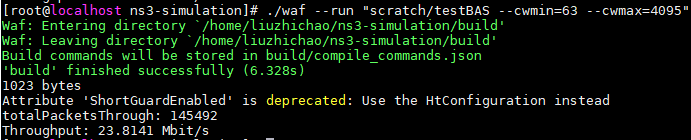 [root@localhost ns3-simulation]# ./waf --run "scratch/testBAS --cwmin=63 --cwmax=4095"
Waf: Entering directory `/home/liuzhichao/ns3-simulation/build'
Waf: Leaving directory `/home/liuzhichao/ns3-simulation/build'
Build commands will be stored in build/compile_commands.json
'build' finished successfully (6.328s)
1023 bytes
Attribute 'ShortGuardEnabled' is deprecated: Use the HtConfiguration instead
totalPacketsThrough: 145492
Throughput: 23.8141 Mbit/s